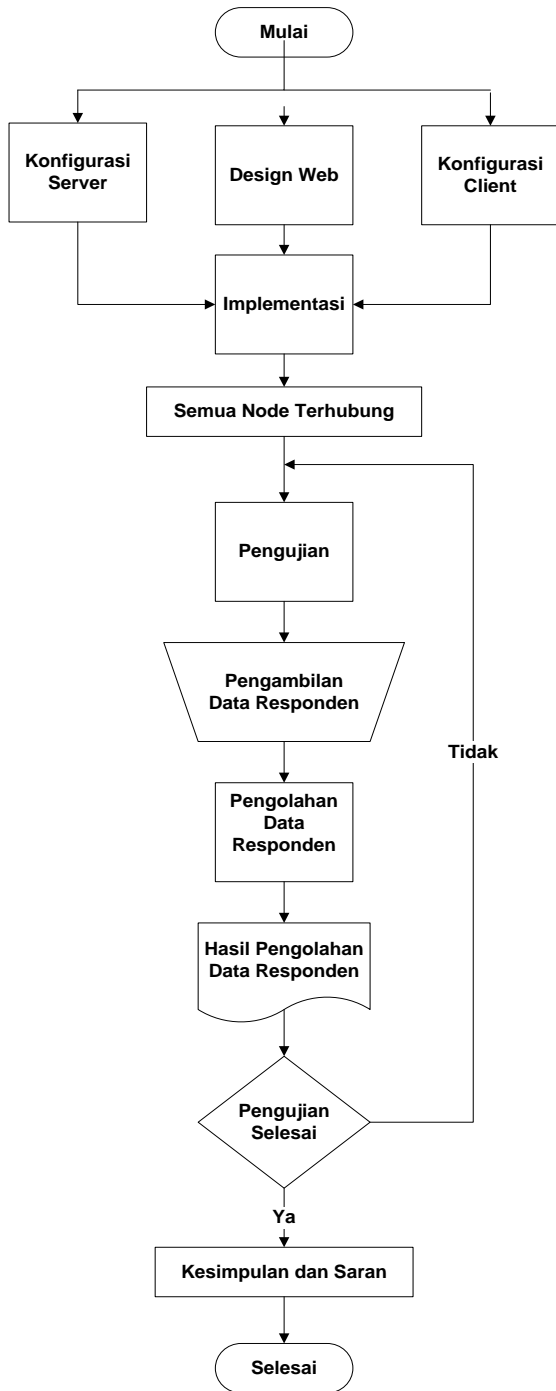 Mulai
Konfigurasi
Server
Design Web
Konfigurasi
Client
Implementasi
Semua Node Terhubung
Pengujian
Pengambilan
Data Responden
Tidak
Pengolahan
Data
Responden
Hasil Pengolahan
Data Responden
Pengujian
Selesai
Ya
Kesimpulan dan Saran
Selesai